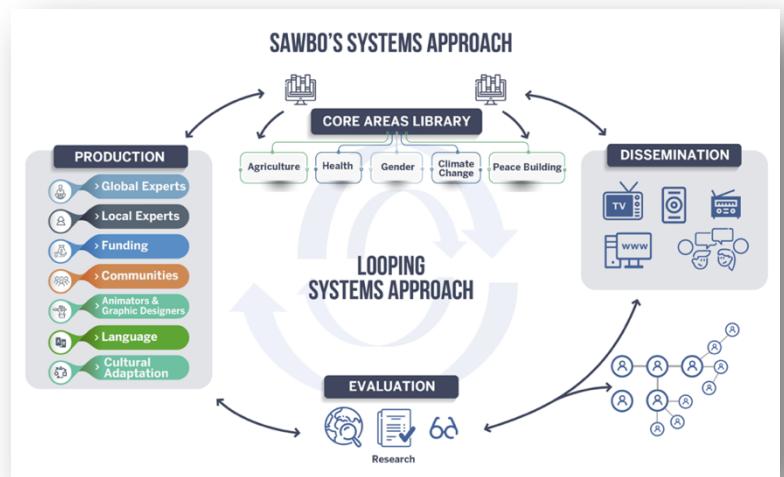 SAWBO'S SYSTEMS APPROACH
CORE AREAS LIBRARY
Agriculture
Health
Gender
Climate
Change
Peace Building
PRODUCTION
› Global Experts
› Local Experts
› Funding
› Communities
› Animators &
Graphic Designers
› Language
› Cultural
Adaptation
DISSEMINATION
TV
WWW
LOOPING
SYSTEMS APPROACH
EVALUATION
Research